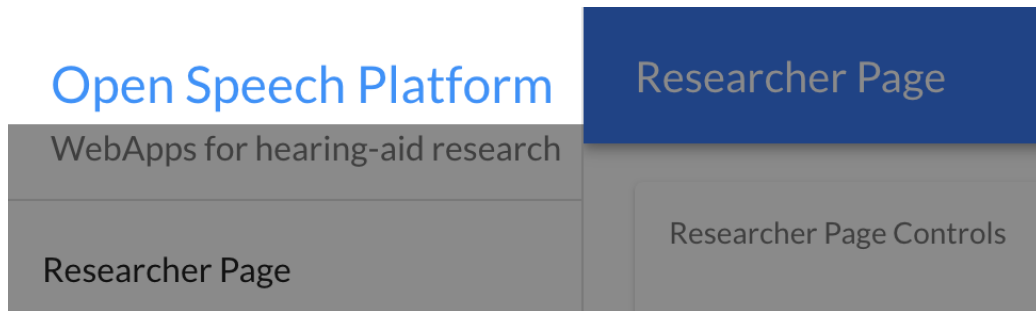 Open Speech Platform
WebApps for hearing-aid research
Researcher Page
Researcher Page
Researcher Page Controls